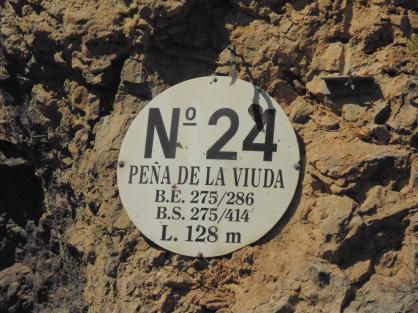 Nº 24
PEÑA DE LA VIUDA
B.E. 275/286
B.S. 275/414
L. 128 m